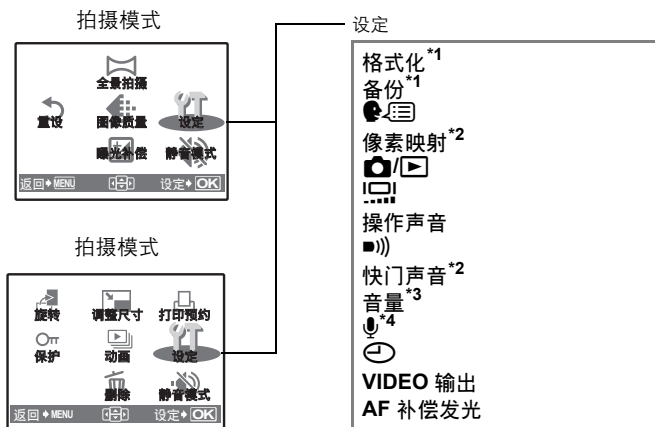 拍摄模式
全景拍摄
重设 图像质量 设定
曝光补偿 静音模式
返回 MENU 设定 OK
拍摄模式
旋转 调整尺寸 打印预约
保护 动画 设定
删除 静音模式
返回 MENU 设定 OK
设定
格式化*1
备份*1
像素映射*2
/
操作声音
快门声音*2
音量*3
*4
VIDEO 输出
AF 补偿发光